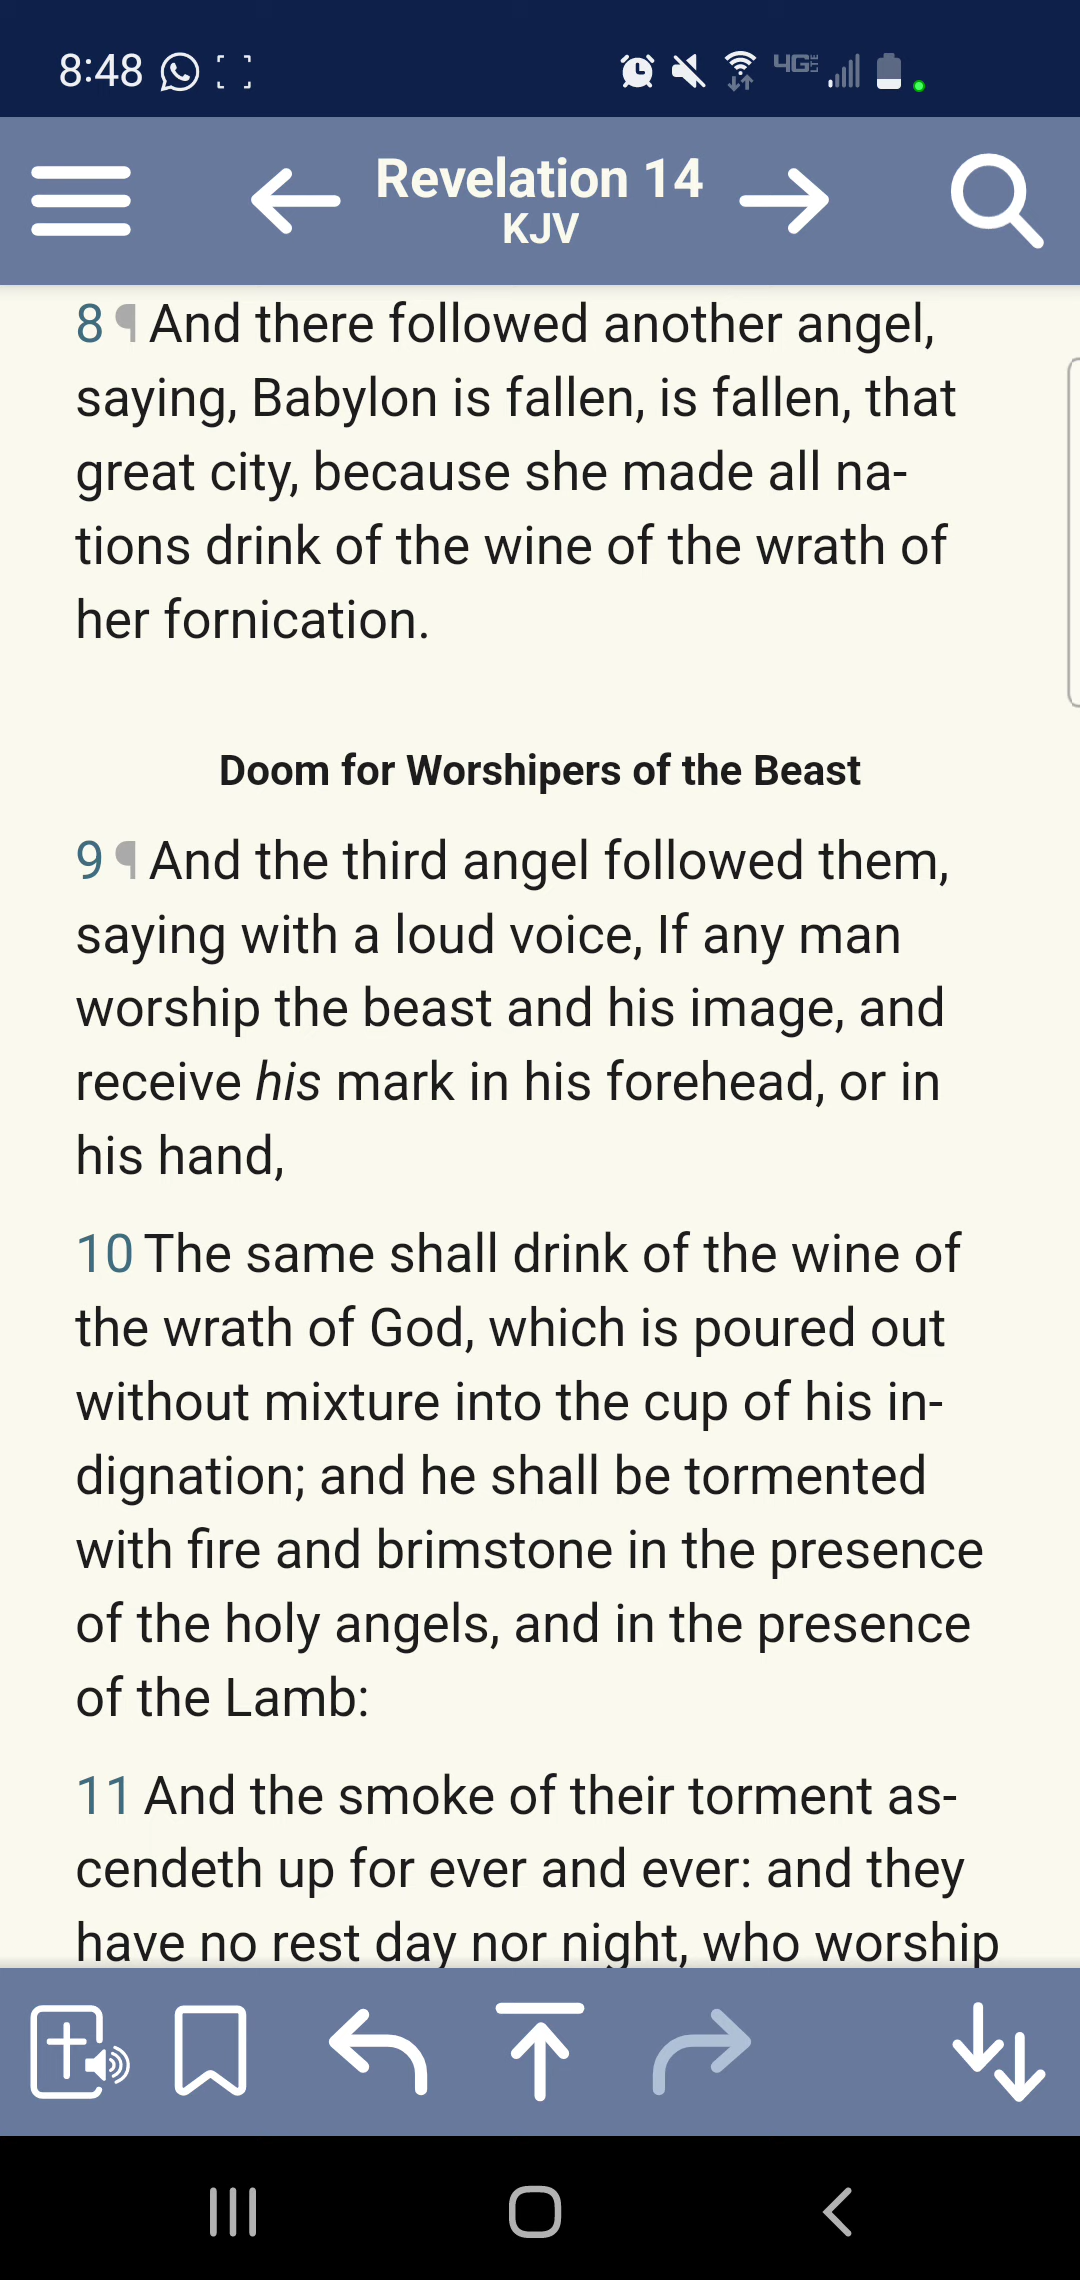 8:48
4G LTE
Revelation 14
KJV
8 ¶ And there followed another angel,
saying, Babylon is fallen, is fallen, that
great city, because she made all na-
tions drink of the wine of the wrath of
her fornication.
Doom for Worshipers of the Beast
9 ¶ And the third angel followed them,
saying with a loud voice, If any man
worship the beast and his image, and
receive his mark in his forehead, or in
his hand,
10 The same shall drink of the wine of
the wrath of God, which is poured out
without mixture into the cup of his in-
dignation; and he shall be tormented
with fire and brimstone in the presence
of the holy angels, and in the presence
of the Lamb:
11 And the smoke of their torment as-
cendeth up for ever and ever: and they
have no rest day nor night, who worship